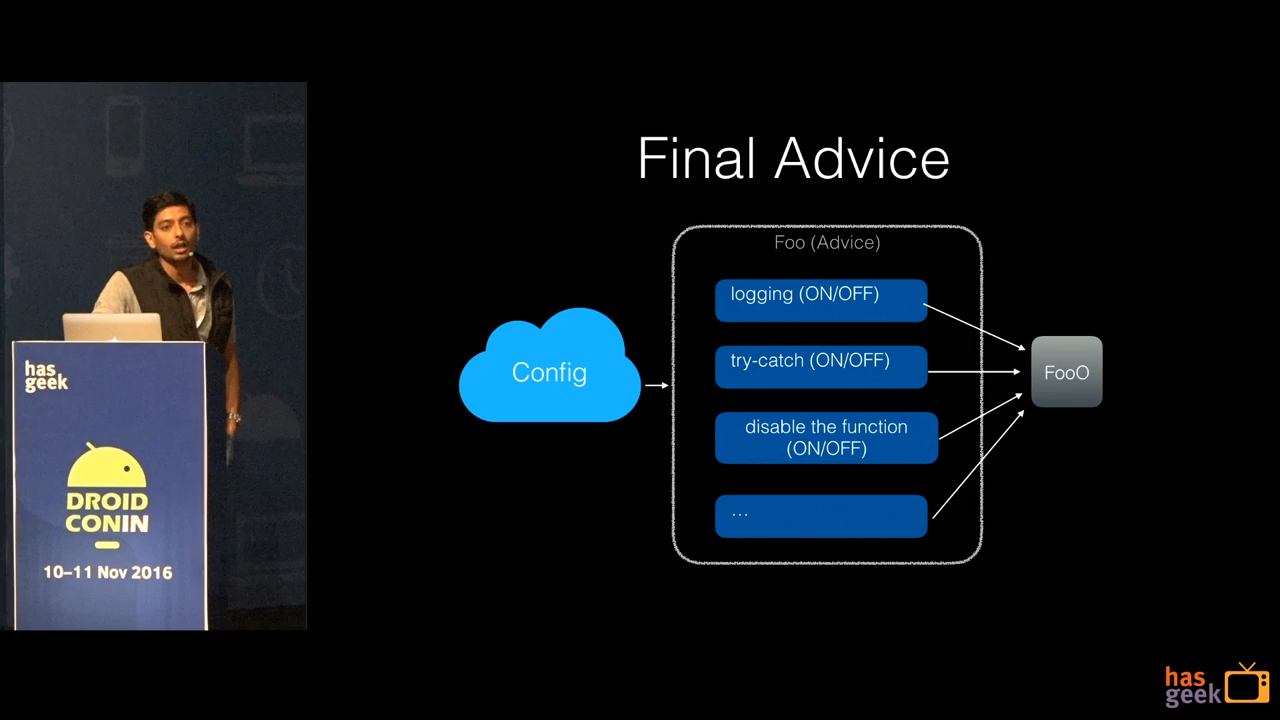 Final Advice
Foo (Advice)
logging (ON/OFF)
try-catch (ON/OFF)
disable the function
(ON/OFF)
...
Config
FooO
has
geek
DROID
CONIN
10–11 Nov 2016
has
geek